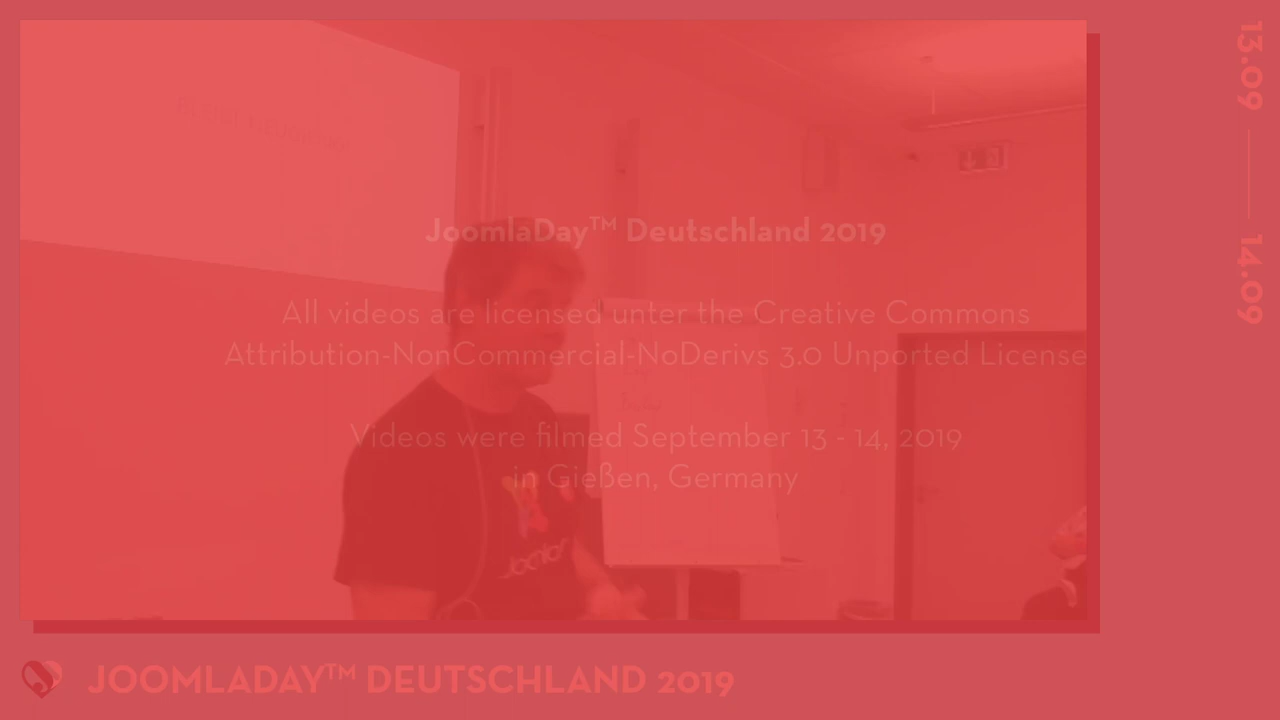 13.09
14.09
JoomlaDay™ Deutschland 2019
All videos are licensed unter the Creative Commons
Attribution-NonCommercial-NoDerivs 3.0 Unported License
Videos were filmed September 13 - 14, 2019
in Gießen, Germany
Joomla!
JOOMLADAY™ DEUTSCHLAND 2019